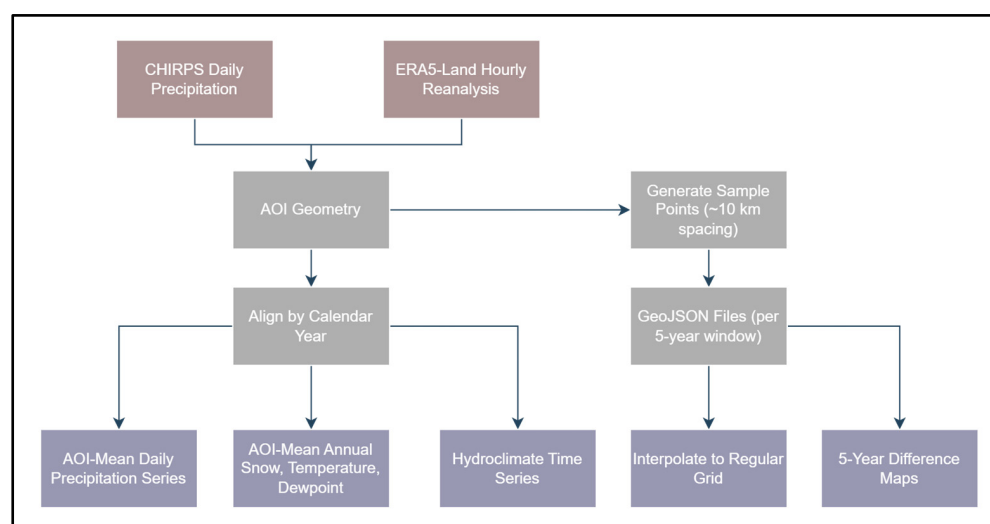 CHIRPS Daily
Precipitation
ERA5-Land Hourly
Reanalysis
AOI Geometry
Generate Sample
Points (~10 km
spacing)
Align by Calendar
Year
GeoJSON Files (per
5-year window)
AOI-Mean Daily
Precipitation Series
AOI-Mean Annual
Snow, Temperature,
Dewpoint
Hydroclimate Time
Series
Interpolate to Regular
Grid
5-Year Difference
Maps